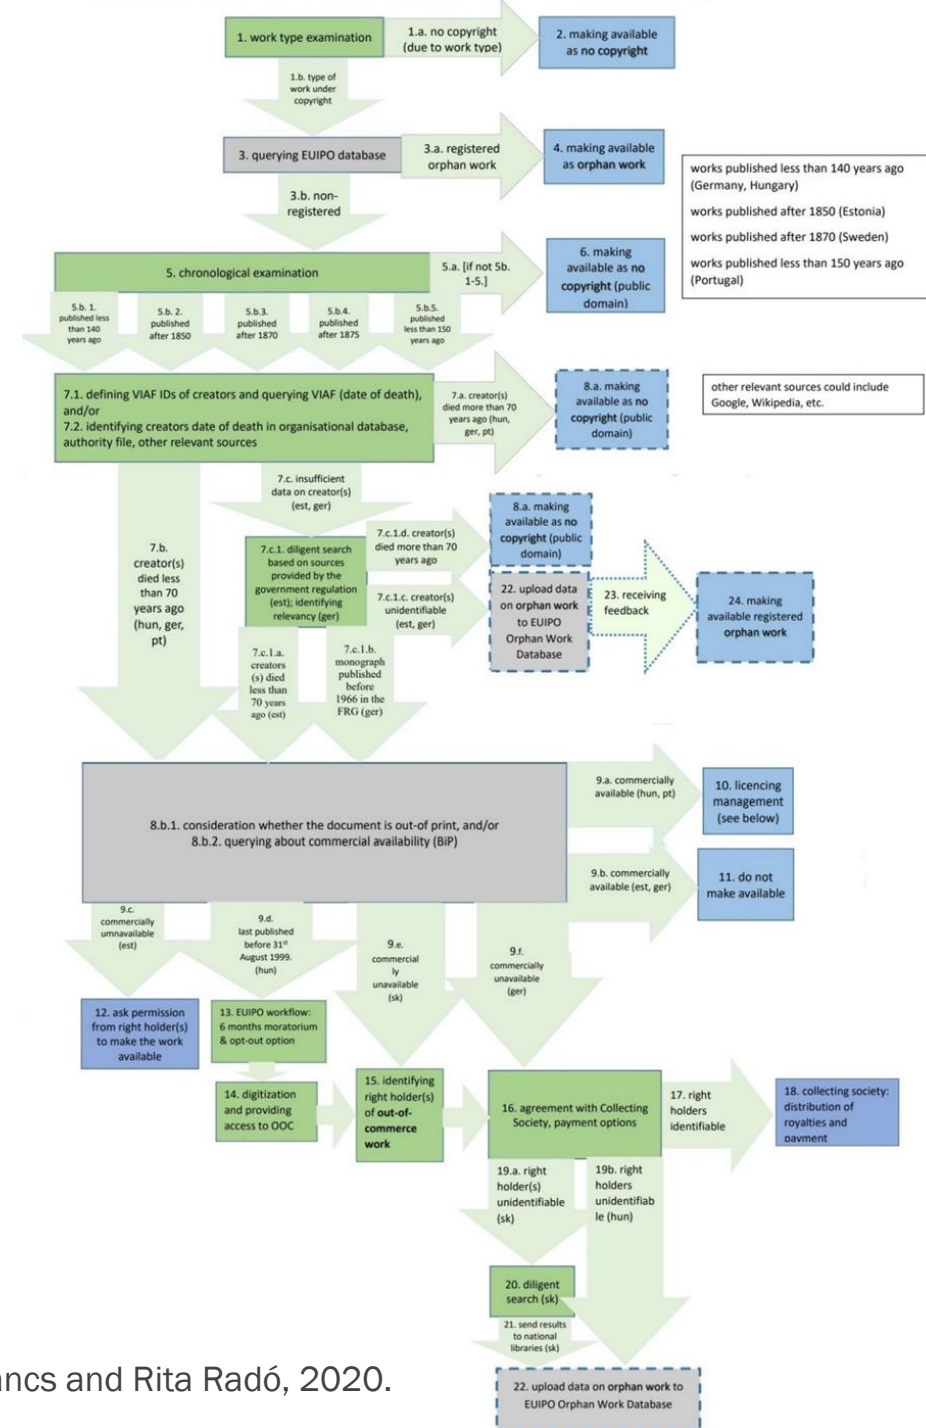 1. work type examination
1.a. no copyright
(due to work type)
2. making available
as no copyright
1.b. type of
work under
copyright
3. querying EUIPO database
3.a. registered
orphan work
4. making available
as orphan work
works published less than 140 years ago
(Germany, Hungary)
works published after 1850 (Estonia)
works published after 1870 (Sweden)
works published less than 150 years ago
(Portugal)
3.b. non-
registered
5. chronological examination
5.a. [if not 5b.
1-5.]
6. making
available as no
copyright (public
domain)
5.b. 1.
published less
than 140
years ago
5.b. 2.
published
after 1850
5.b.3.
published
after 1870
5.b.4.
published
after 1875
5.b.5.
published
less than 150
years ago
7.1. defining VIAF IDs of creators and querying VIAF (date of death),
and/or
7.2. identifying creators date of death in organisational database,
authority file, other relevant sources
7.a. creator(s)
died more than 70
years ago (hun,
ger, pt)
8.a. making
available as no
copyright (public
domain)
other relevant sources could include
Google, Wikipedia, etc.
7.c. insufficient
data on creator(s)
(est, ger)
7.b.
creator(s)
died less
than 70
years ago
(hun, ger,
pt)
7.c.1. diligent search
based on sources
provided by the
government regulation
(est); identifying
relevancy (ger)
7.c.1.d. creator(s)
died more than 70
years ago
8.a. making
available as no
copyright (public
domain)
7.c.1.c. creator(s)
unidentifiable
(est, ger)
22. upload data
on orphan work
to EUIPO
Orphan Work
Database
23. receiving
feedback
24. making
available registered
orphan work
7.c.1.a.
creators
(s) died
less than
70 years
ago (est)
7.c.1.b.
monograph
published
before
1966 in the
FRG (ger)
8.b.1. consideration whether the document is out-of print, and/or
8.b.2. querying about commercial availability (BiP)
9.a. commercially
available (hun, pt)
10. licencing
management
(see below)
9.b. commercially
available (est, ger)
11. do not
make available
9.c.
commercially
umnavailable
(est)
9.d.
last published
before 31st
August 1999.
(hun)
9.e.
commercial
ly
unavailable
(sk)
9.f.
commercially
unavailable
(ger)
12. ask permission
from right holder(s)
to make the work
available
13. EUIPO workflow:
6 months moratorium
& opt-out option
14. digitization
and providing
access to OOC
15. identifying
right holder(s)
of out-of-
commerce
work
16. agreement with Collecting
Society, payment options
17. right
holders
identifiable
18. collecting society:
distribution of
royalties and
payment
19.a. right
holder(s)
unidentifiable
(sk)
19b. right
holders
unidentifiab
le (hun)
20. diligent
search (sk)
21. send results
to national
libraries (sk)
22. upload data on orphan work to
EUIPO Orphan Work Database
ancs and Rita Radó, 2020.